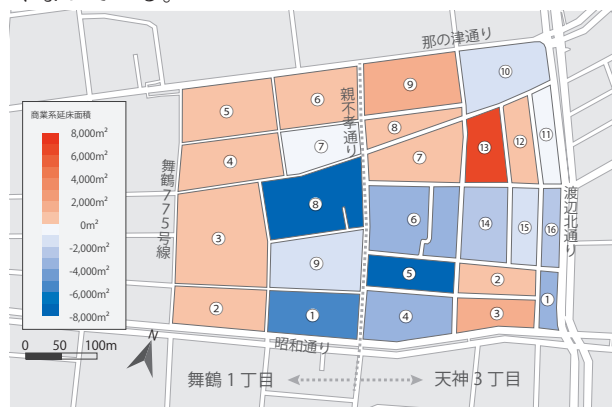 那の津通り
商業系延床面積
8,000m²
6,000m²
4,000m²
2,000m²
0m²
-2,000m²
-4,000m²
-6,000m²
-8,000m²
舞鶴775号線
親不孝通り
渡辺北通り
⑤
⑥
⑨
⑩
④
⑦
⑧
⑦
⑬
⑫
⑪
③
⑧
⑥
⑭
⑮
⑯
⑨
⑤
②
②
①
④
③
①
0 50 100m
N
昭和通り
舞鶴1丁目
天神3丁目